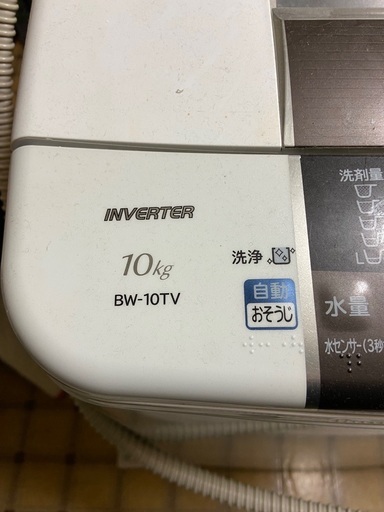 INVERTER
10kg
BW-10TV
洗浄
自動
おそうじ
洗剤量
水量
水センサー(3秒